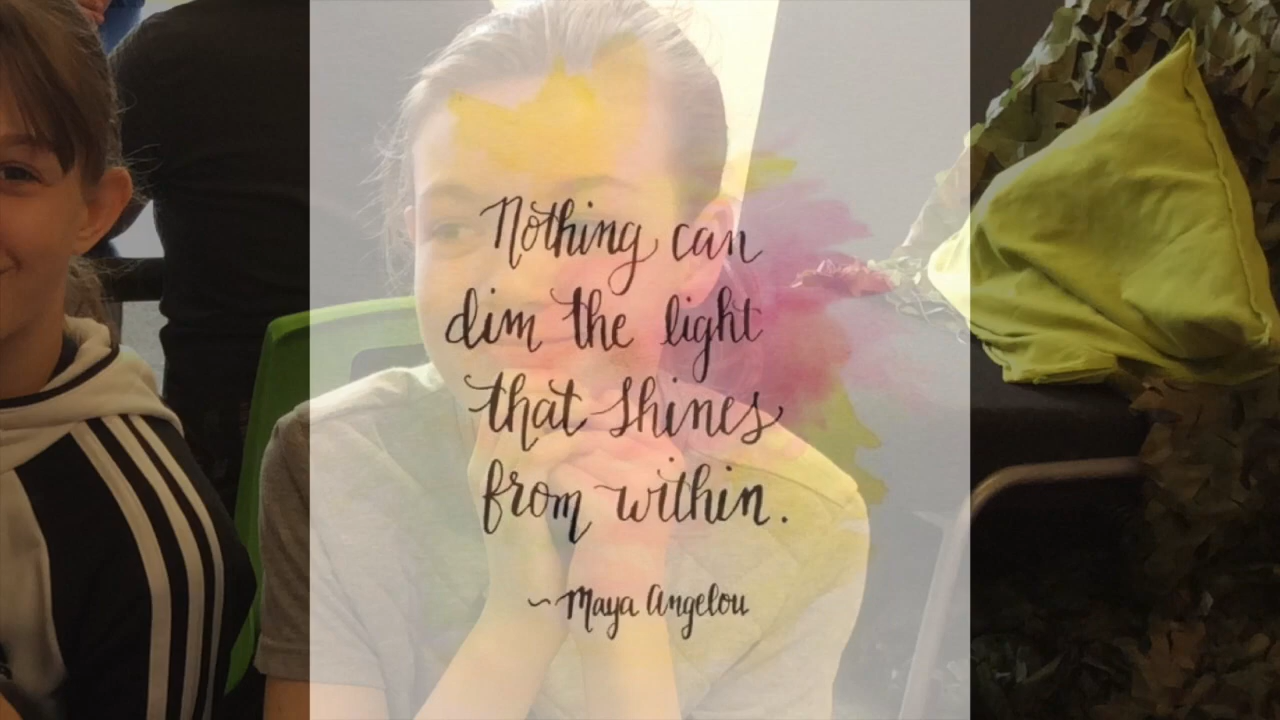 Nothing can
dim the light
that shines
from within.
~Maya Angelou